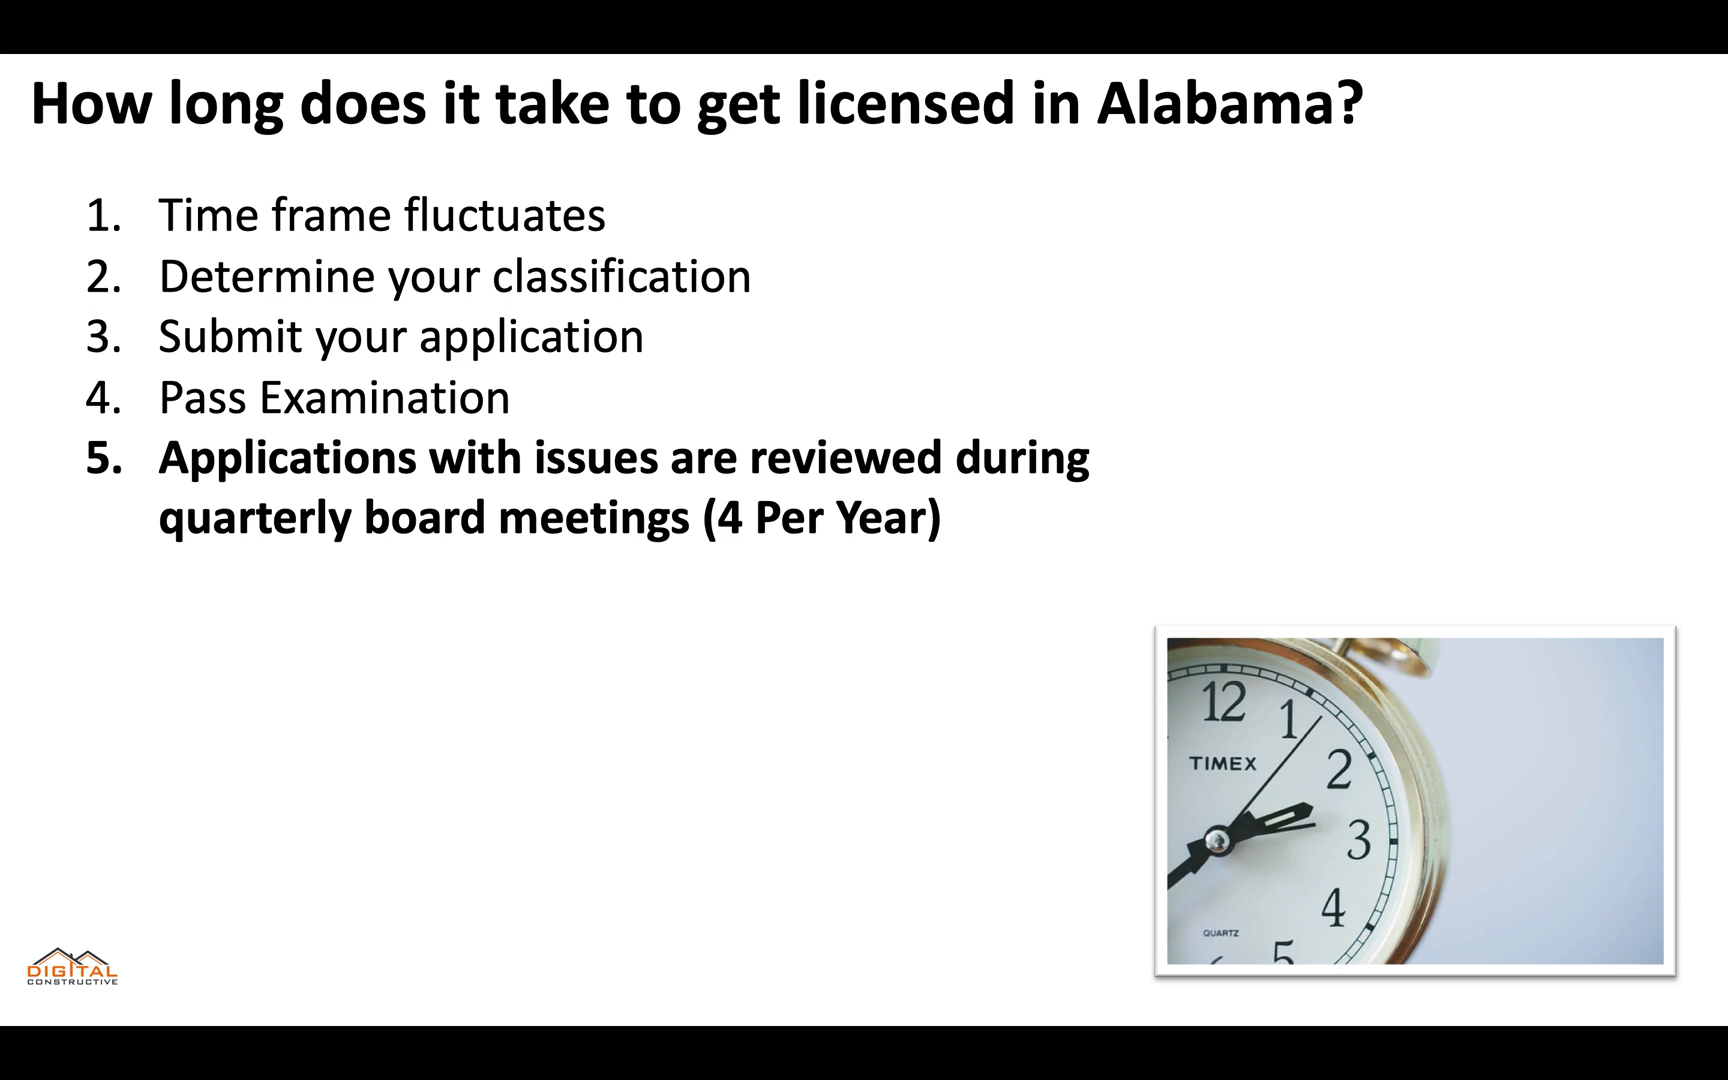 How long does it take to get licensed in Alabama?
1. Time frame fluctuates
2. Determine your classification
3. Submit your application
4. Pass Examination
5. Applications with issues are reviewed during
quarterly board meetings (4 Per Year)
12
1
TIMEX
2
3
4
QUARTZ
5
DIGITAL
CONSTRUCTIVE